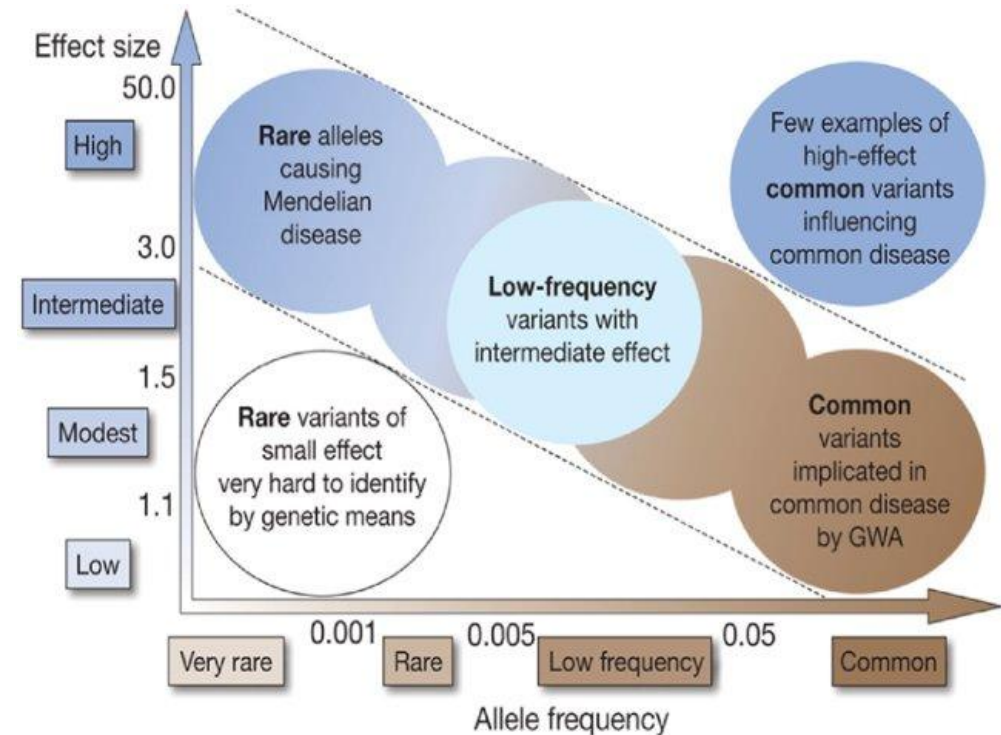 Effect size
50.0
High
3.0
Intermediate
1.5
Modest
1.1
Low
Rare alleles
causing
Mendelian
disease
Few examples of
high-effect
common variants
influencing
common disease
Low-frequency
variants with
intermediate effect
Rare variants of
small effect
very hard to identify
by genetic means
Common
variants
implicated in
common disease
by GWA
0.001
0.005
0.05
Very rare
Rare
Low frequency
Common
Allele frequency